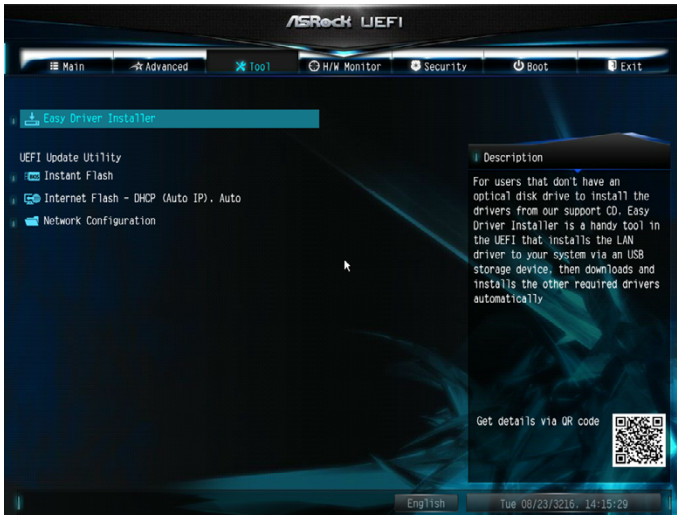 ASRock UEFI
Main Advanced Tool H/W Monitor Security Boot Exit
Easy Driver Installer
UEFI Update Utility
Instant Flash
Internet Flash - DHCP (Auto IP), Auto
Network Configuration
Description
For users that don't have an
optical disk drive to install the
drivers from our support CD, Easy
Driver Installer is a handy tool in
the UEFI that installs the LAN
driver to your system via an USB
storage device, then downloads and
installs the other required drivers
automatically
Get details via QR code
English
Tue 08/23/3216, 14:15:29